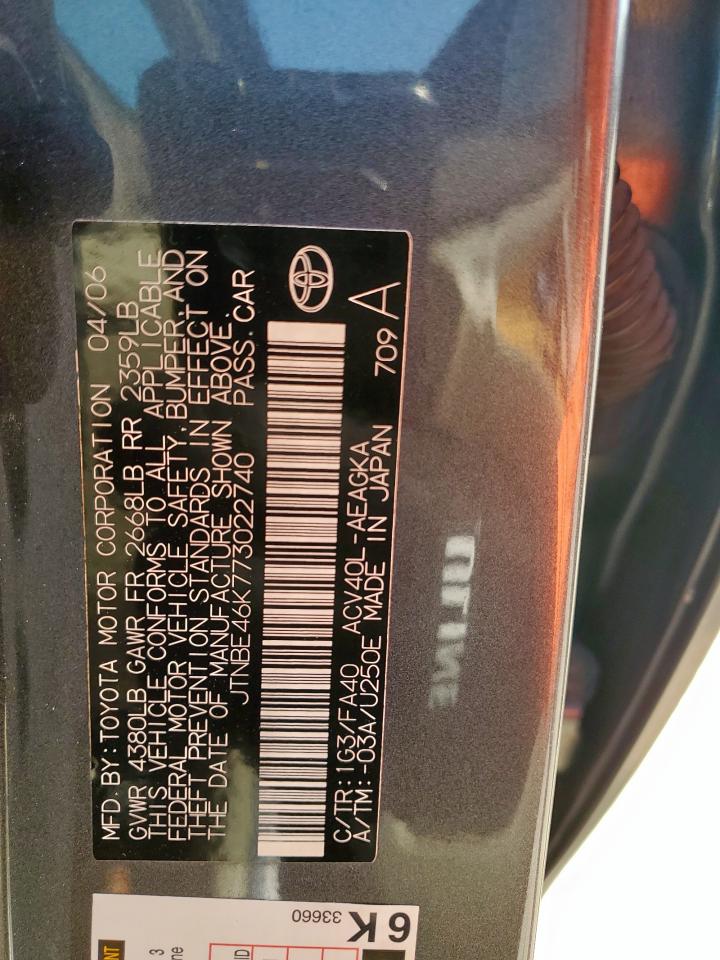 MFD.BY:TOYOTA MOTOR CORPORATION 04/06
GVWR 4380LB GAWR FR 2668LB RR 2359LB
THIS VEHICLE CONFORMS TO ALL APPLICABLE
FEDERAL MOTOR VEHICLE SAFETY,BUMPER,AND
THEFT PREVENTION STANDARDS IN EFFECT ON
THE DATE OF MANUFACTURE SHOWN ABOVE.
JTNBE46K773022740 PASS.CAR
C/TR:1G3/FA40 ACV40L-AEAGKA
A/TM:-03A/U250E MADE IN JAPAN 709 A
6K
33660
3